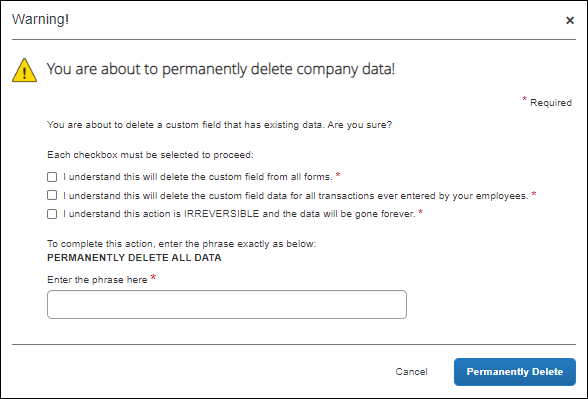 Warning!
×
You are about to permanently delete company data!
* Required
You are about to delete a custom field that has existing data. Are you sure?
Each checkbox must be selected to proceed:
I understand this will delete the custom field from all forms. *
I understand this will delete the custom field data for all transactions ever entered by your employees. *
I understand this action is IRREVERSIBLE and the data will be gone forever. *
To complete this action, enter the phrase exactly as below:
PERMANENTLY DELETE ALL DATA
Enter the phrase here *
Cancel Permanently Delete